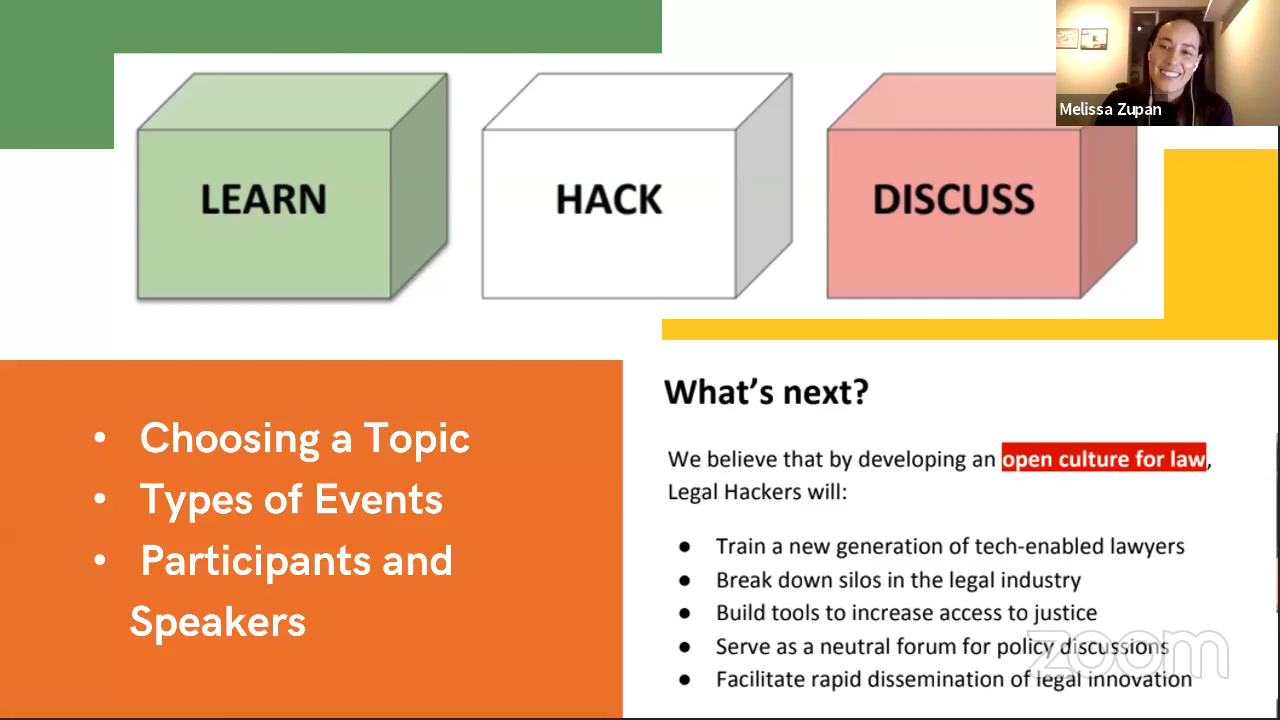 LEARN
HACK
DISCUSS
Melissa Zupan
• Choosing a Topic
• Types of Events
• Participants and
Speakers
What's next?
We believe that by developing an open culture for law,
Legal Hackers will:
● Train a new generation of tech-enabled lawyers
● Break down silos in the legal industry
● Build tools to increase access to justice
● Serve as a neutral forum for policy discussions
● Facilitate rapid dissemination of legal innovation
zoom